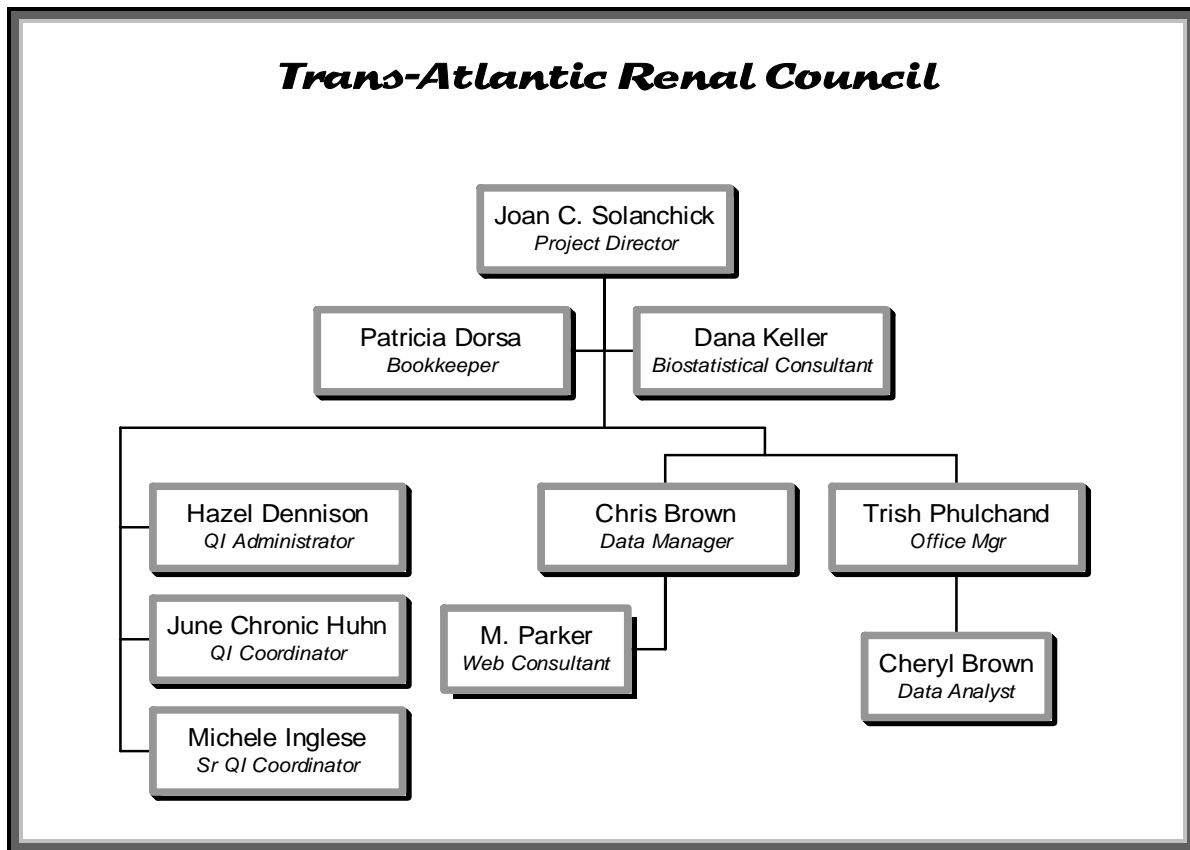 Trans-Atlantic Renal Council
Joan C. Solanchick
Project Director
Patricia Dorsa
Bookkeeper
Dana Keller
Biostatistical Consultant
Hazel Dennison
QI Administrator
June Chronic Huhn
QI Coordinator
Michele Inglese
Sr QI Coordinator
Chris Brown
Data Manager
M. Parker
Web Consultant
Trish Phulchand
Office Mgr
Cheryl Brown
Data Analyst